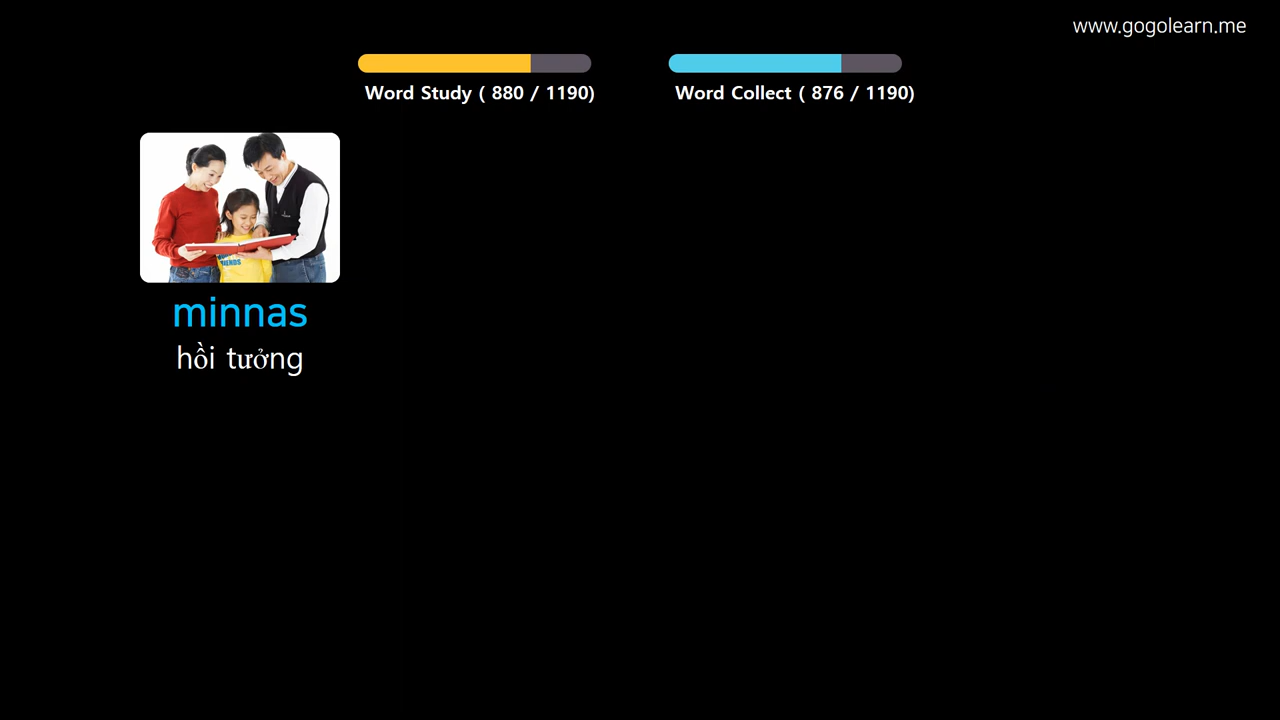 www.gogolearn.me
Word Study ( 880 / 1190)
Word Collect ( 876 / 1190)
minnas
hồi tưởng